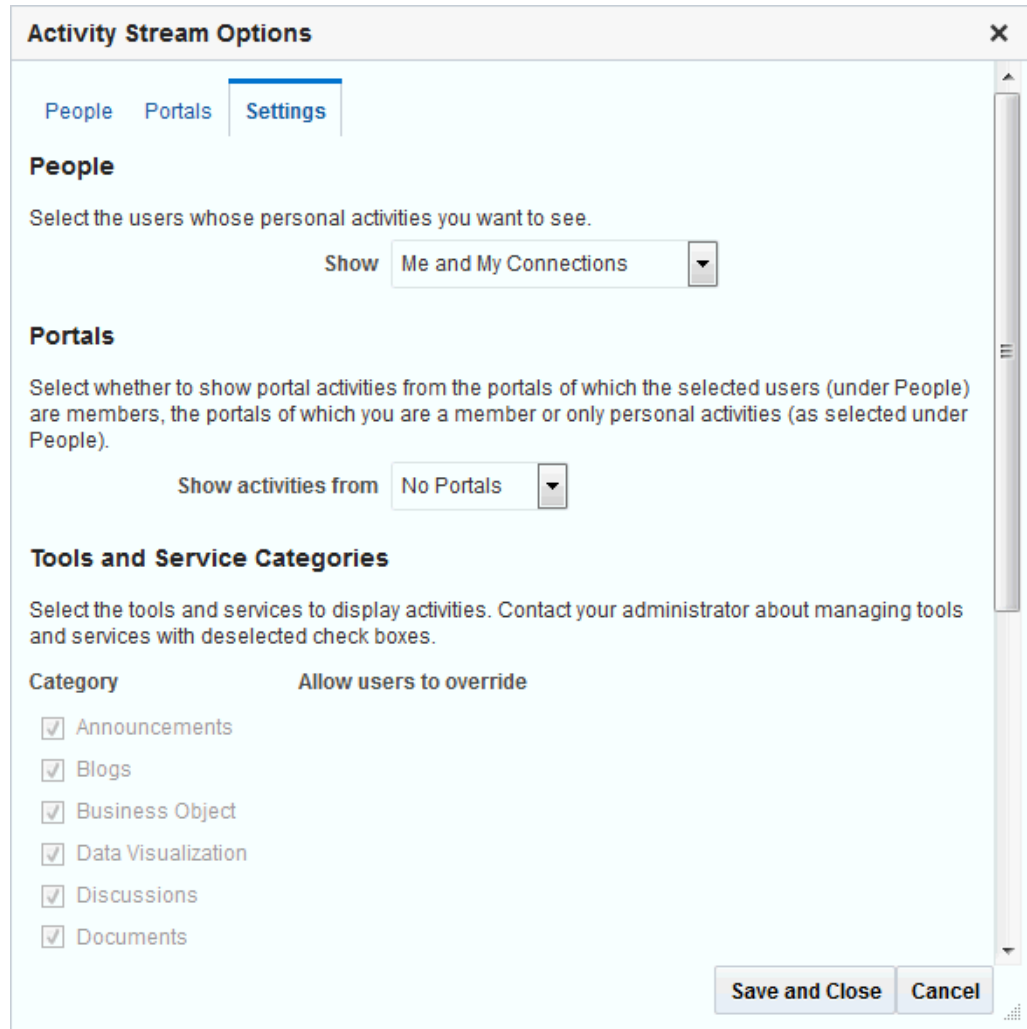 Activity Stream Options
People Portals Settings
People
Select the users whose personal activities you want to see.
Show Me and My Connections
Portals
Select whether to show portal activities from the portals of which the selected users (under People)
are members, the portals of which you are a member or only personal activities (as selected under
People).
Show activities from No Portals
Tools and Service Categories
Select the tools and services to display activities. Contact your administrator about managing tools
and services with deselected check boxes.
Category Allow users to override
Announcements
Blogs
Business Object
Data Visualization
Discussions
Documents
Save and Close Cancel